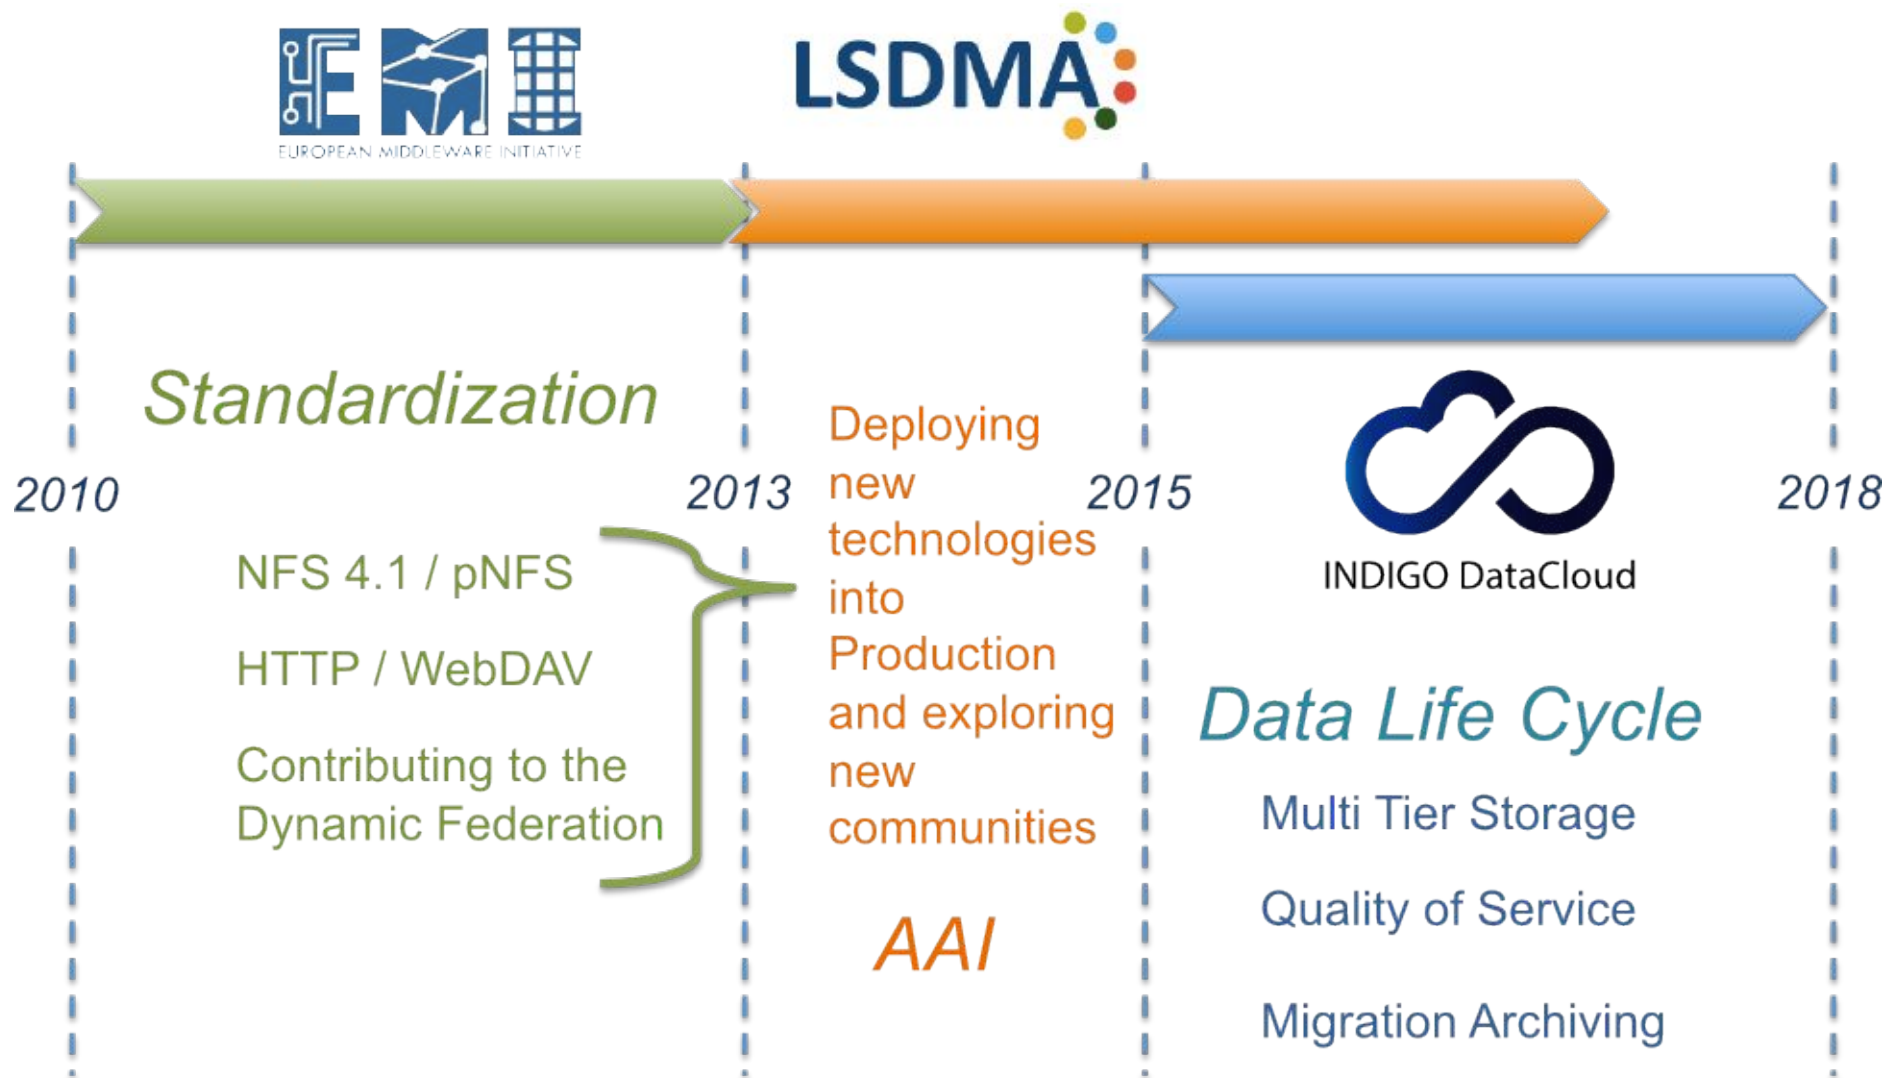 EMI
EUROPEAN MIDDLEWARE INITIATIVE
LSDMA
Standardization
2010
2013
2015
2018
NFS 4.1 / pNFS
HTTP / WebDAV
Contributing to the
Dynamic Federation
Deploying
new
technologies
into
Production
and exploring
new
communities
AAI
INDIGO DataCloud
Data Life Cycle
Multi Tier Storage
Quality of Service
Migration Archiving